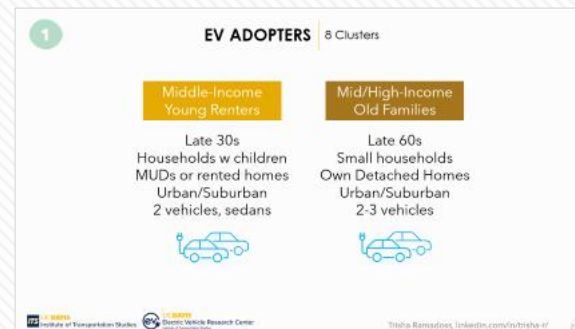 1
EV ADOPTERS | 8 Clusters
Middle-Income
Young Renters
Late 30s
Households w children
MUDs or rented homes
Urban/Suburban
2 vehicles, sedans
Mid/High-Income
Old Families
Late 60s
Small households
Own Detached Homes
Urban/Suburban
2-3 vehicles
ITS UC DAVIS
Institute of Transportation Studies
ev UC DAVIS
Electric Vehicle Research Center
Trisha Ramadoss, linkedin.com/in/trisha-r/